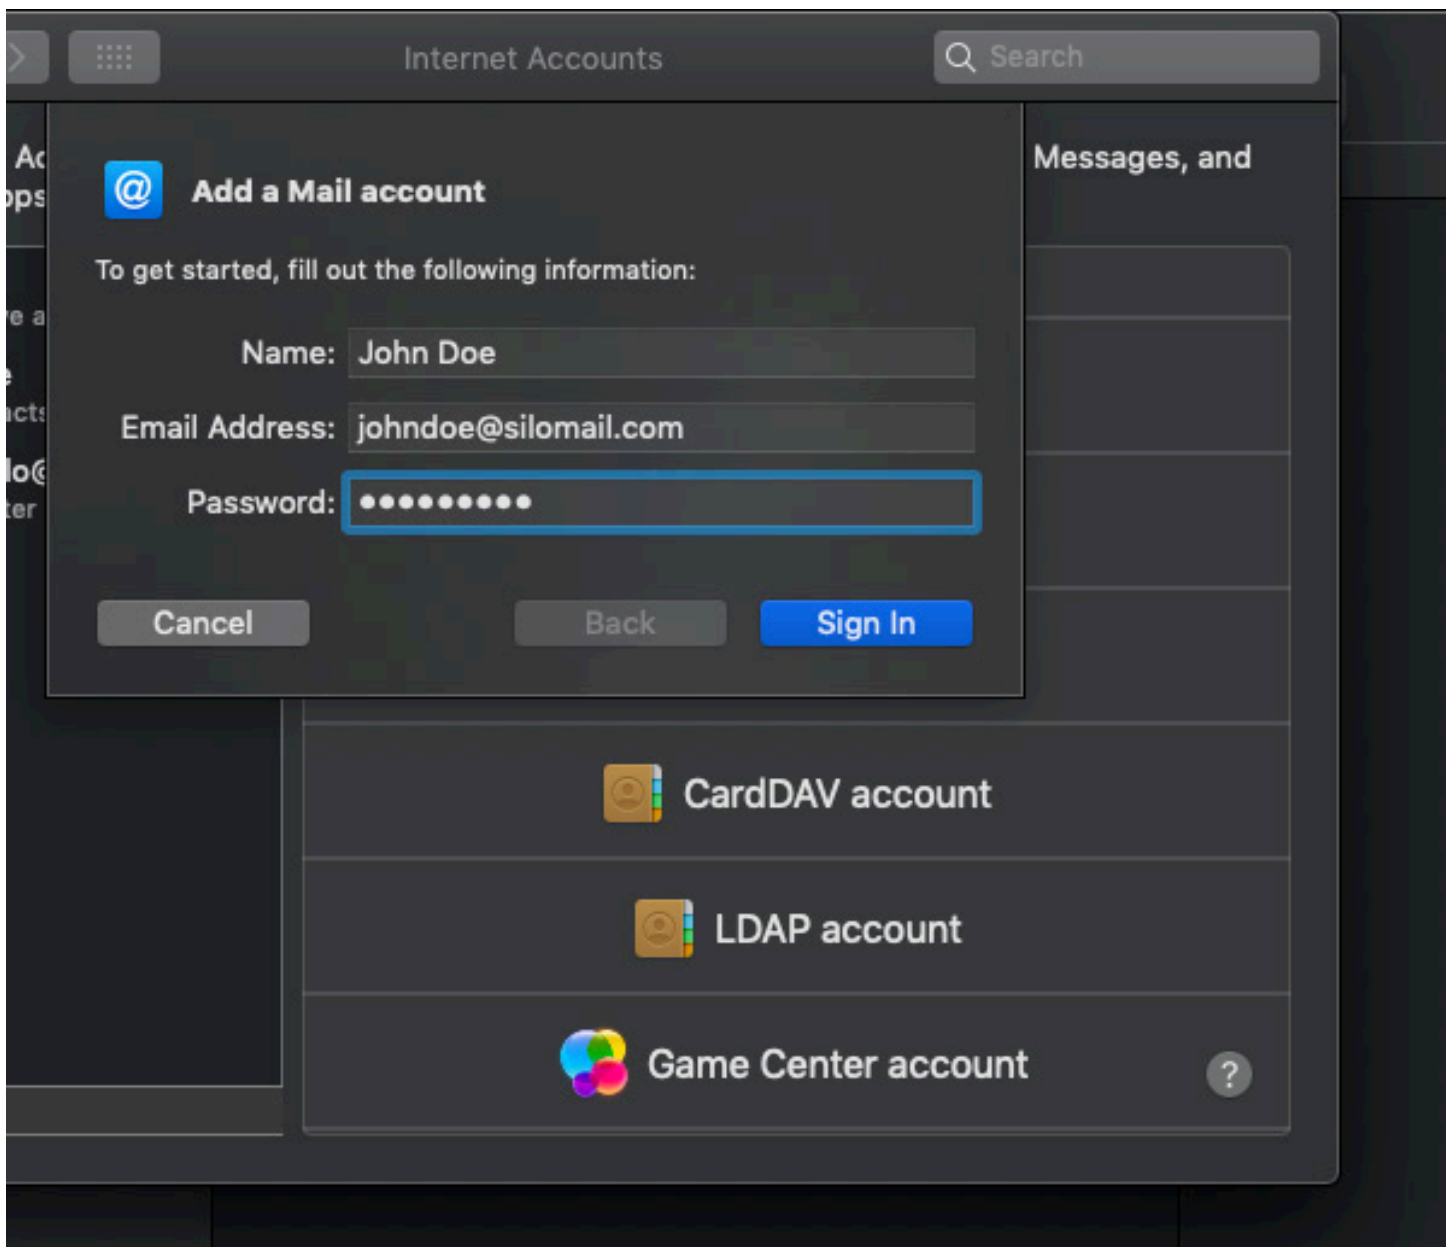 Internet Accounts
Search
Messages, and
@
Add a Mail account
To get started, fill out the following information:
Name: John Doe
Email Address: johndoe@silomail.com
Password: •••••••••
Cancel
Back
Sign In
CardDAV account
LDAP account
Game Center account
?